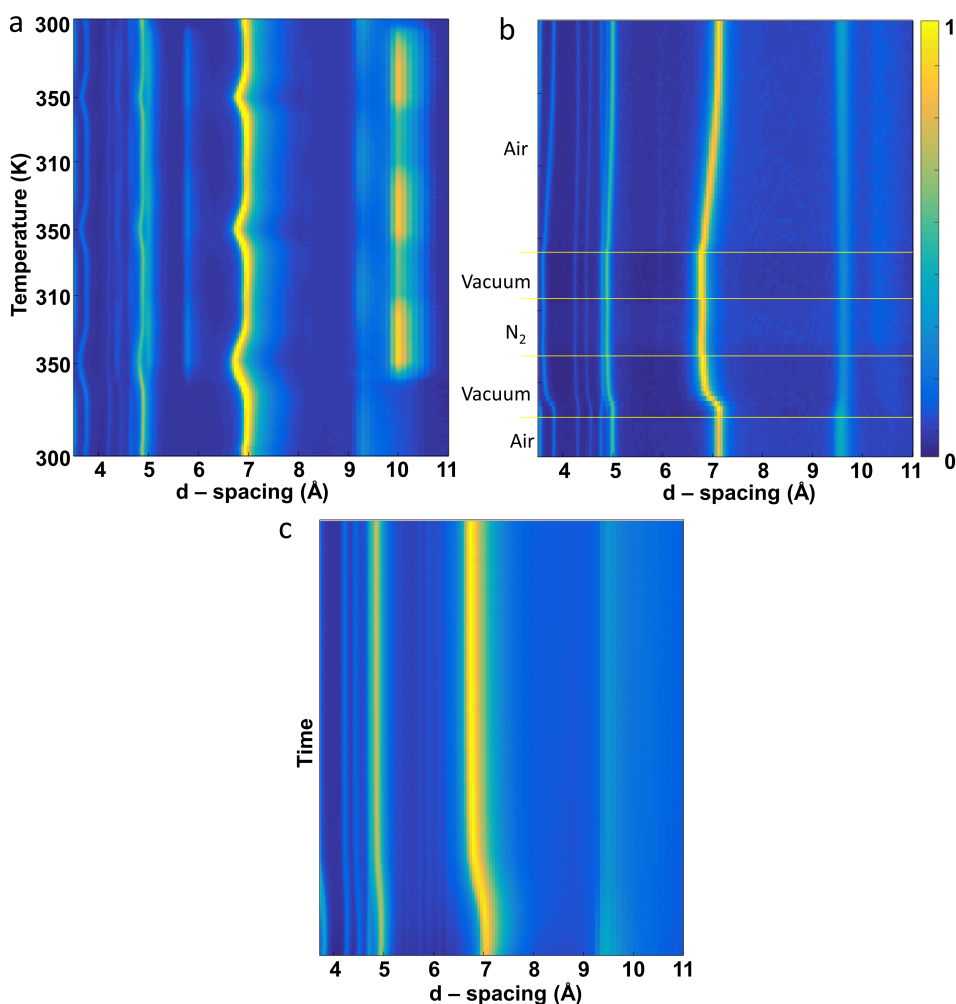 a
300
350
310
350
310
350
300
Temperature (K)
4 5 6 7 8 9 10 11
d – spacing (Å)
b
Air
Vacuum
N₂
Vacuum
Air
4 5 6 7 8 9 10 11
d – spacing (Å)
1
0
c
Time
4 5 6 7 8 9 10 11
d – spacing (Å)